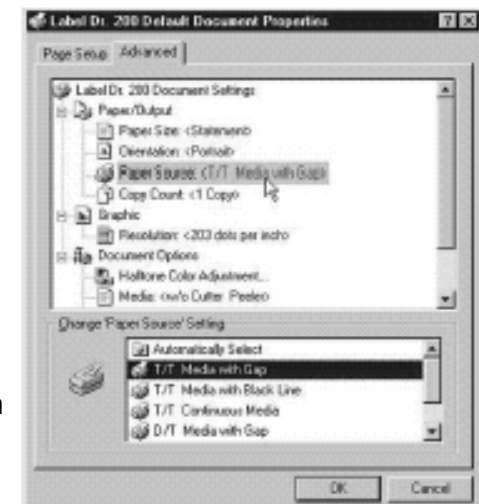 Label Dr. 200 Default Document Properties
Page Setup Advanced
Label Dr. 200 Document Settings
Paper/Output
Paper Size: <Statement>
Orientation: <Portrait>
Paper Source: <T/T Media with Gap>
Copy Count: <1 Copy>
Graphic
Resolution: <203 dots per inch>
Document Options
Halftone Color Adjustment...
Media: <w/o Cutter Peeler>
Change 'Paper Source' Setting
Automatically Select
T/T Media with Gap
T/T Media with Black Line
T/T Continuous Media
D/T Media with Gap
OK Cancel